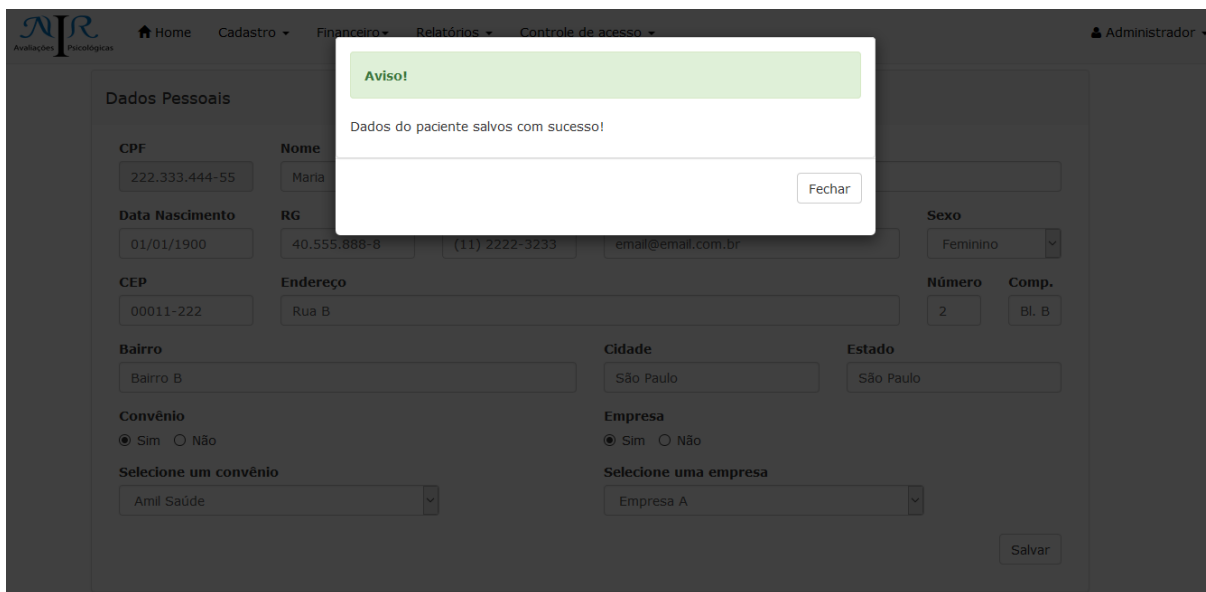 NJR
Avaliações Psicológicas
Home Cadastro Financeiro Relatórios Controle de acesso Administrador
Aviso!
Dados do paciente salvos com sucesso!
Fechar
Dados Pessoais
CPF Nome
222.333.444-55 Maria
Data Nascimento RG Sexo
01/01/1900 40.555.888-8 (11) 2222-3233 email@email.com.br Feminino
CEP Endereço Número Comp.
00011-222 Rua B 2 Bl. B
Bairro Cidade Estado
Bairro B São Paulo São Paulo
Convênio Empresa
Sim Não Sim Não
Selecione um convênio Selecione uma empresa
Amil Saúde Empresa A
Salvar